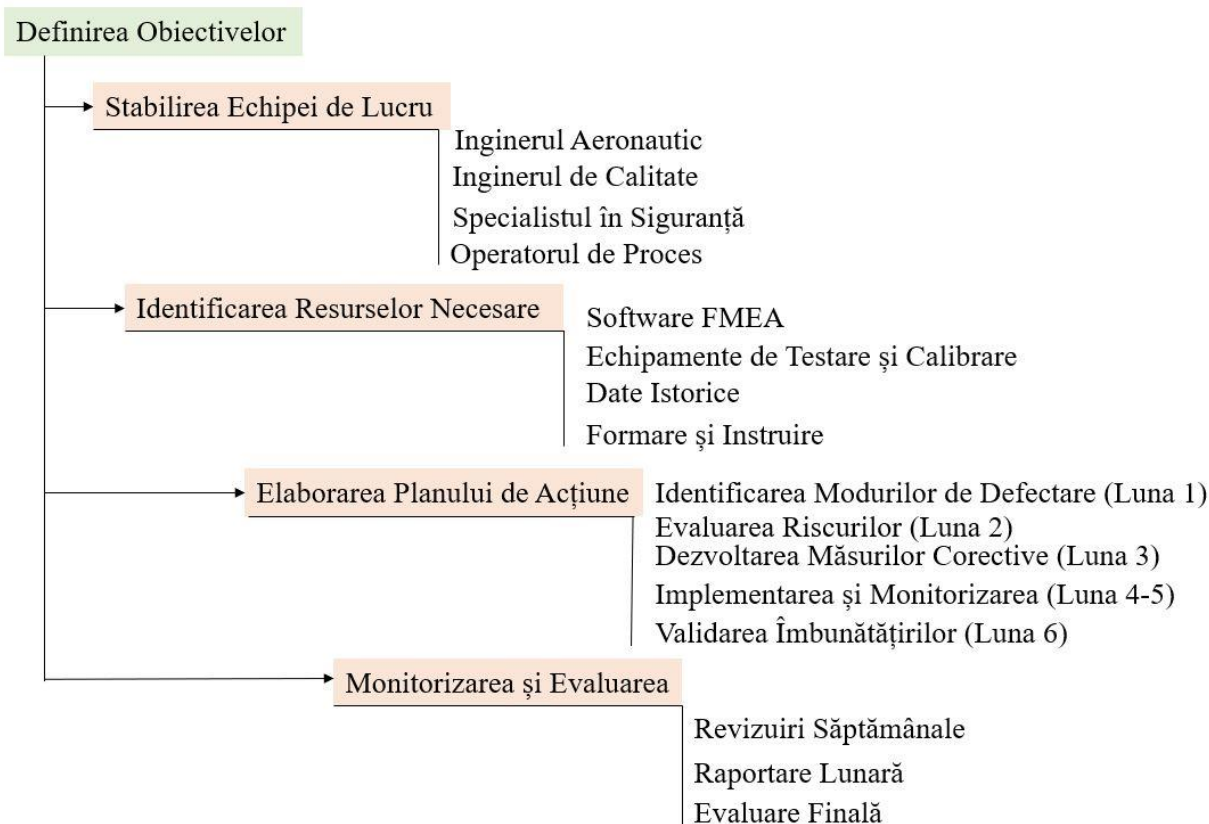 Definirea Obiectivelor
Stabilirea Echipei de Lucru
Inginerul Aeronautic
Inginerul de Calitate
Specialistul în Siguranță
Operatorul de Proces
Identificarea Resurselor Necesare
Software FMEA
Echipamente de Testare și Calibrare
Date Istorice
Formare și Instruire
Elaborarea Planului de Acțiune
Identificarea Modurilor de Defectare (Luna 1)
Evaluarea Riscurilor (Luna 2)
Dezvoltarea Măsurilor Corective (Luna 3)
Implementarea și Monitorizarea (Luna 4-5)
Validarea Îmbunătățirilor (Luna 6)
Monitorizarea și Evaluarea
Revizuiri Săptămânale
Raportare Lunară
Evaluare Finală